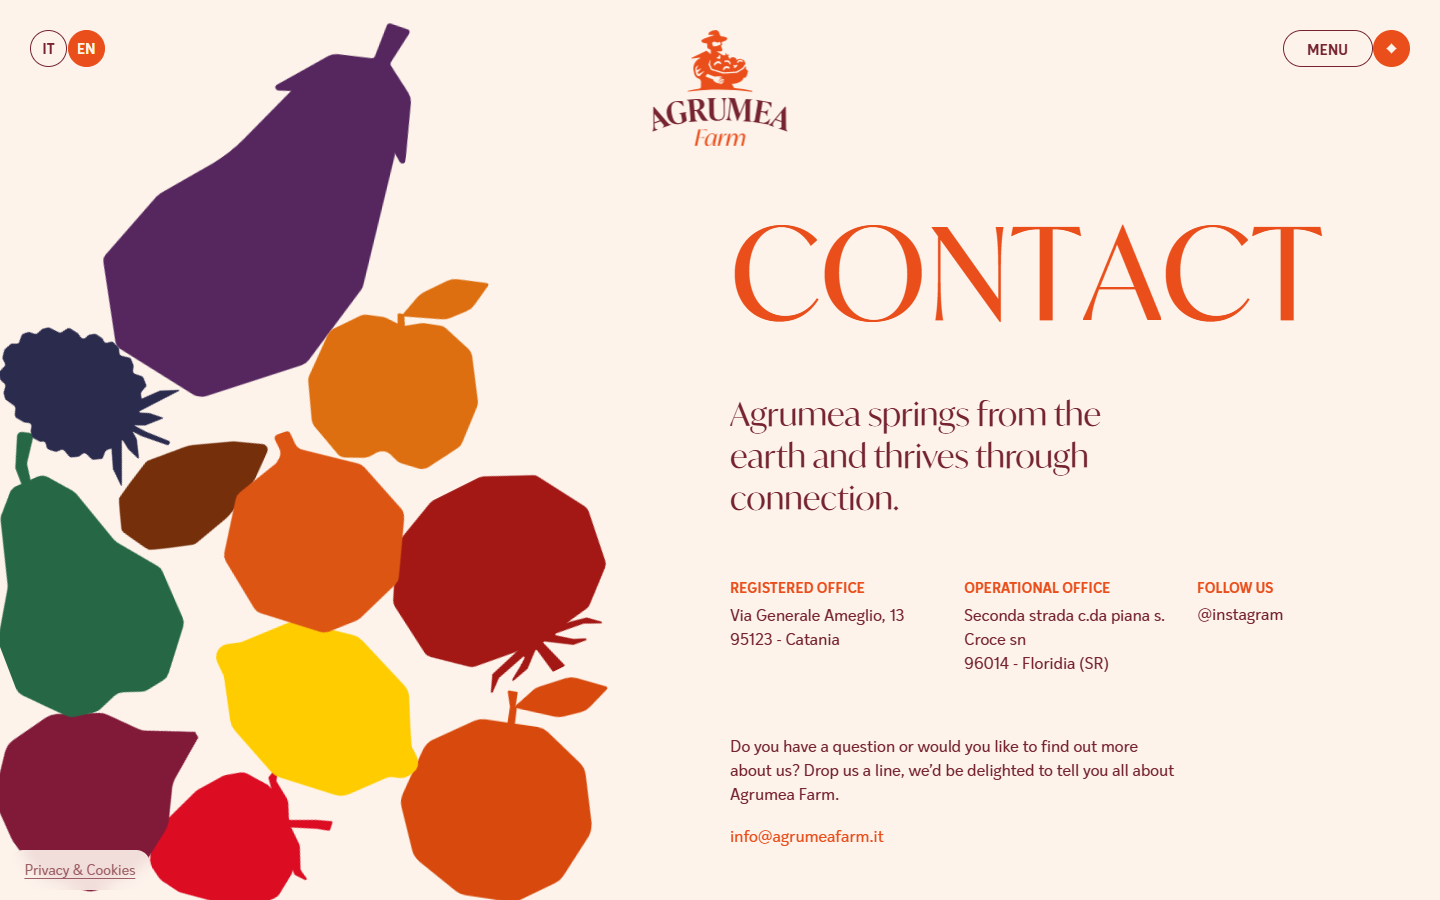 IT EN
AGRUMEA
Farm
MENU
CONTACT
Agrumea springs from the
earth and thrives through
connection.
REGISTERED OFFICE
Via Generale Ameglio, 13
95123 - Catania
OPERATIONAL OFFICE
Seconda strada c.da piana s.
Croce sn
96014 - Floridia (SR)
FOLLOW US
@instagram
Do you have a question or would you like to find out more
about us? Drop us a line, we’d be delighted to tell you all about
Agrumea Farm.
info@agrumeafarm.it
Privacy & Cookies